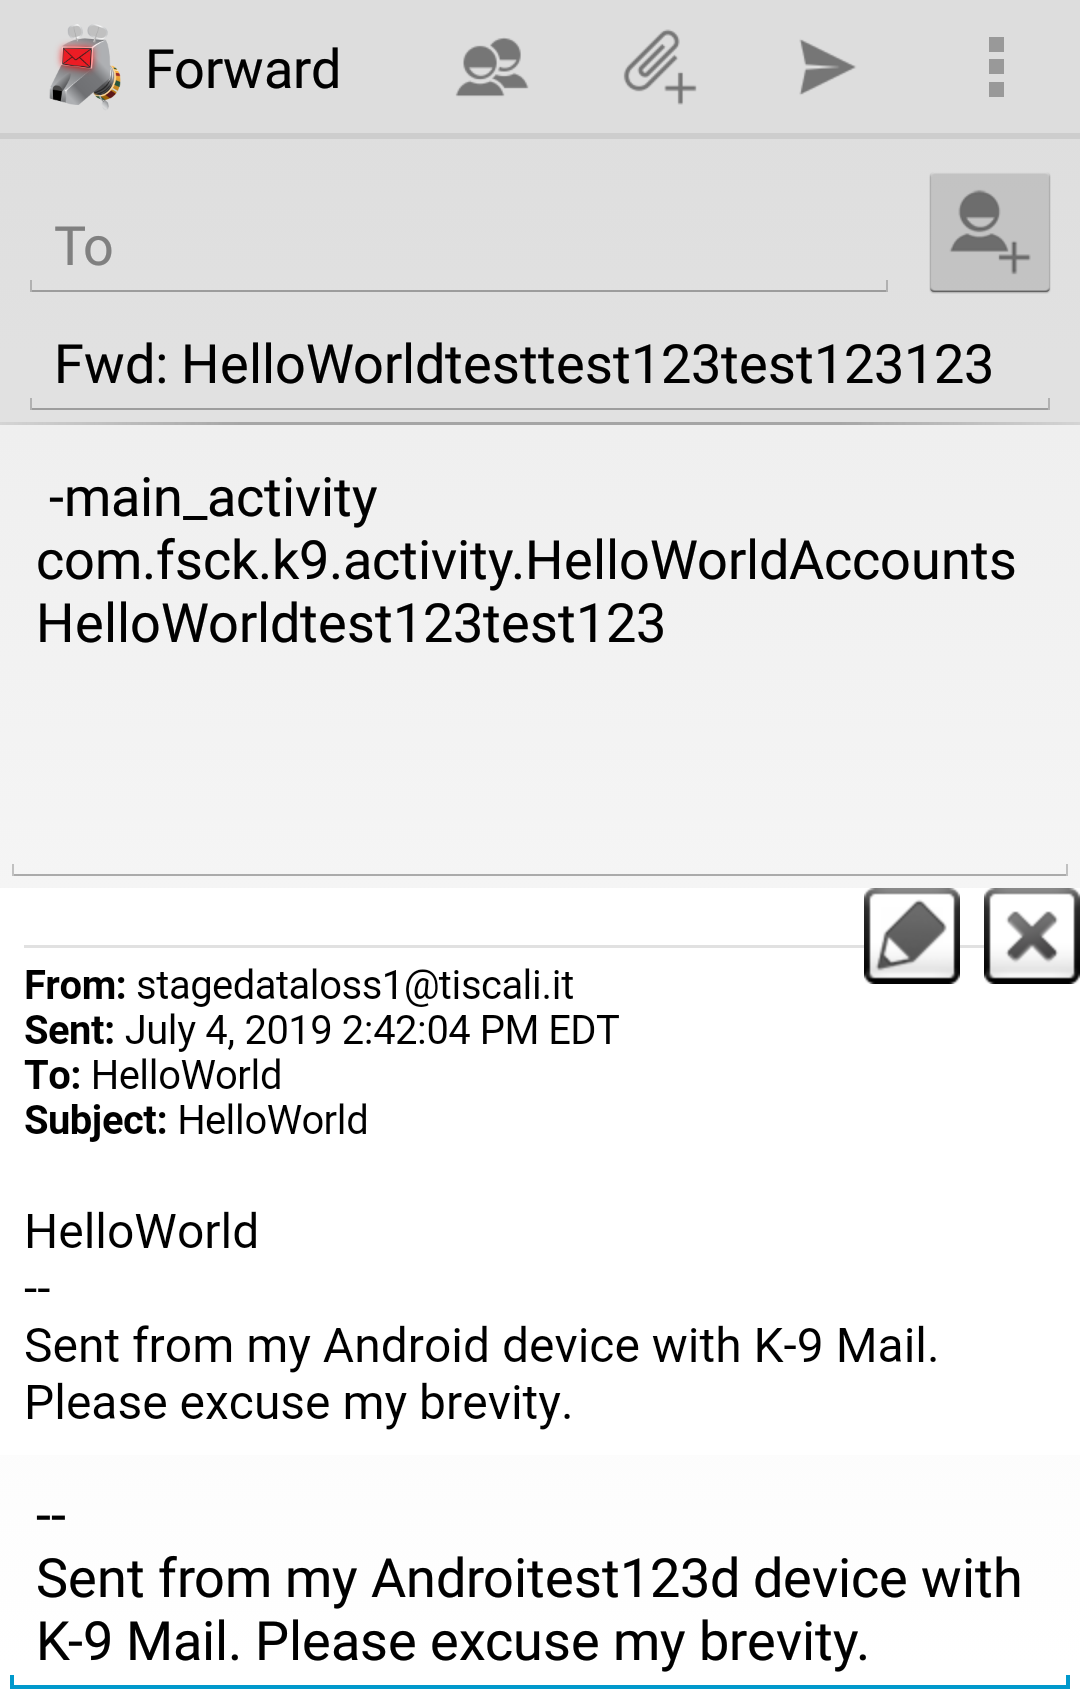 Forward
To
Fwd: HelloWorldtesttest123test123123
-main_activity
com.fsck.k9.activity.HelloWorldAccounts
HelloWorldtest123test123
From: stagedataloss1@tiscali.it
Sent: July 4, 2019 2:42:04 PM EDT
To: HelloWorld
Subject: HelloWorld
HelloWorld
--
Sent from my Android device with K-9 Mail.
Please excuse my brevity.
--
Sent from my Androitest123d device with
K-9 Mail. Please excuse my brevity.